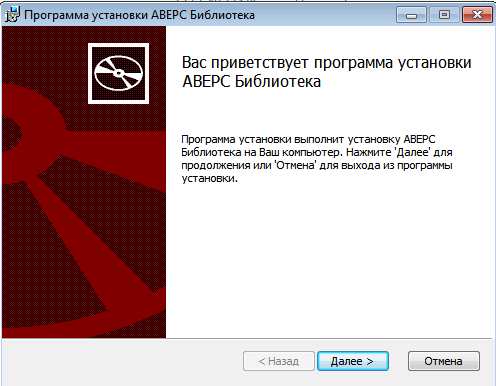 Программа установки АВЕРС Библиотека
Вас приветствует программа установки
АВЕРС Библиотека
Программа установки выполнит установку АВЕРС
Библиотека на Ваш компьютер. Нажмите 'Далее' для
продолжения или 'Отмена' для выхода из программы
установки.
< Назад
Далее >
Отмена